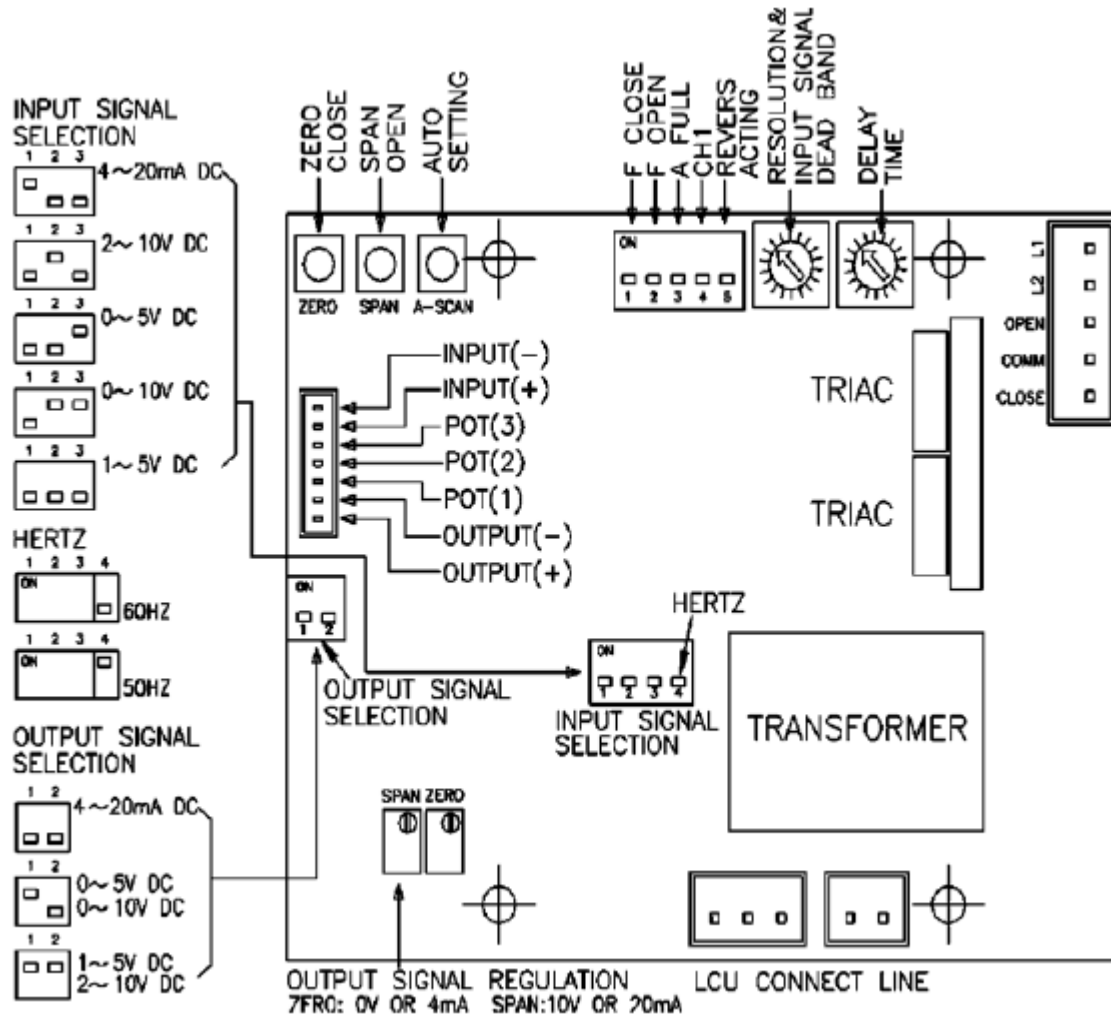 INPUT SIGNAL
SELECTION
1 2 3
4~20mA DC
1 2 3
2~10V DC
1 2 3
0~5V DC
1 2 3
0~10V DC
1 2 3
1~5V DC
HERTZ
1 2 3 4
ON
60HZ
1 2 3 4
ON
50HZ
OUTPUT SIGNAL
SELECTION
1 2
4~20mA DC
1 2
0~5V DC
0~10V DC
1 2
1~5V DC
2~10V DC
ZERO
CLOSE
SPAN
OPEN
AUTO
SETTING
F CLOSE
F OPEN
A FULL
CH1
REVERS
ACTING
RESOLUTION&
INPUT SIGNAL
DEAD BAND
DELAY
TIME
ZERO SPAN A-SCAN
ON
1 2 3 4 5
L1
L2
OPEN
COMM
CLOSE
INPUT(-)
INPUT(+)
POT(3)
POT(2)
POT(1)
OUTPUT(-)
OUTPUT(+)
TRIAC
TRIAC
ON
1 2
OUTPUT SIGNAL
SELECTION
HERTZ
ON
1 2 3 4
INPUT SIGNAL
SELECTION
TRANSFORMER
SPAN ZERO
OUTPUT SIGNAL REGULATION
ZERO: 0V OR 4mA SPAN:10V OR 20mA
LCU CONNECT LINE